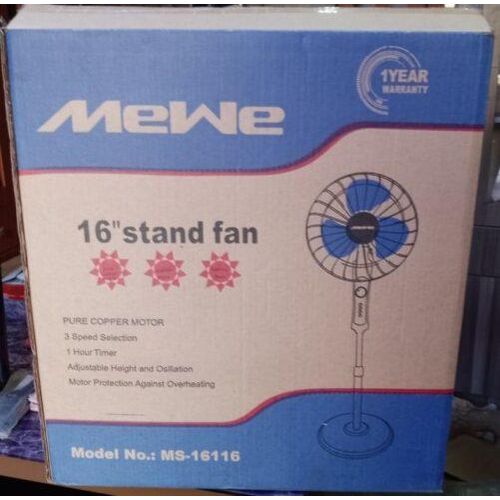 1YEAR
WARRANTY
MeWe
16" stand fan
PURE COPPER MOTOR
3 Speed Selection
1 Hour Timer
Adjustable Height and Osillation
Motor Protection Against Overheating
Model No.: MS-16116